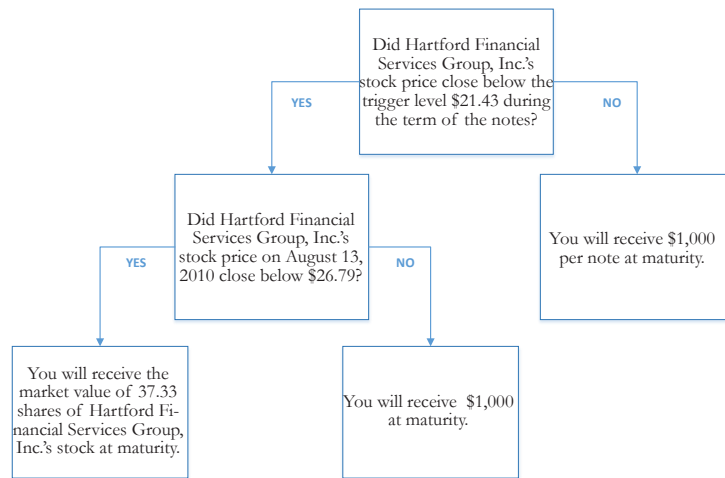 Did Hartford Financial
Services Group, Inc.'s
stock price close below the
trigger level $21.43 during
the term of the notes?
YES
NO
Did Hartford Financial
Services Group, Inc.'s
stock price on August 13,
2010 close below $26.79?
You will receive $1,000
per note at maturity.
YES
NO
You will receive the
market value of 37.33
shares of Hartford Fi-
nancial Services Group,
Inc.'s stock at maturity.
You will receive $1,000
at maturity.